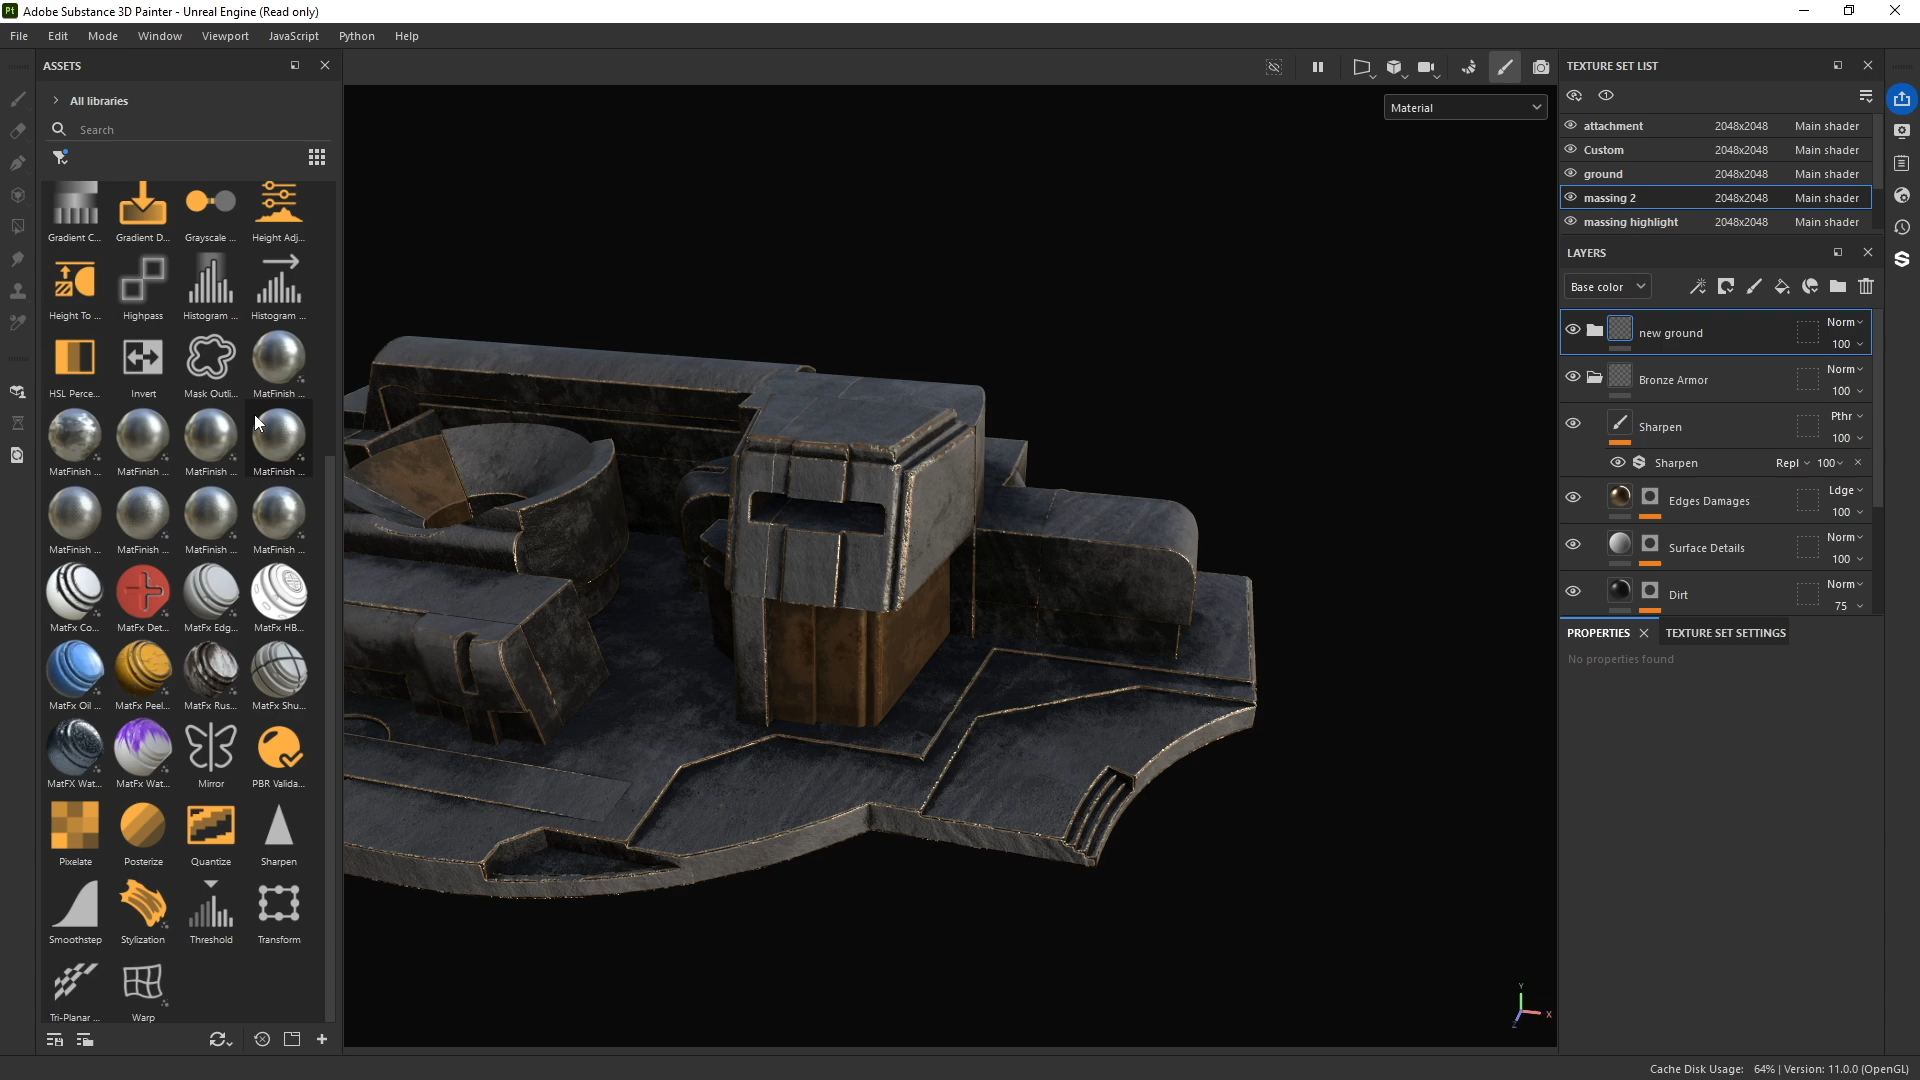 Pt Adobe Substance 3D Painter - Unreal Engine (Read only)
File Edit Mode Window Viewport JavaScript Python Help
ASSETS
All libraries
Search
Gradient C... Gradient D... Grayscale ... Height Adj...
Height To ... Highpass Histogram ... Histogram ...
HSL Perce... Invert Mask Outli... MatFinish ...
MatFinish ... MatFinish ... MatFinish ... MatFinish ...
MatFinish ... MatFinish ... MatFinish ... MatFinish ...
MatFx Co... MatFx Det... MatFx Edg... MatFx HB...
MatFx Oil ... MatFx Peel... MatFx Rus... MatFx Shu...
MatFX Wat... MatFx Wat... Mirror PBR Valida...
Pixelate Posterize Quantize Sharpen
Smoothstep Stylization Threshold Transform
Tri-Planar ... Warp
Material
Y
X
Z
TEXTURE SET LIST
attachment 2048x2048 Main shader
Custom 2048x2048 Main shader
ground 2048x2048 Main shader
massing 2 2048x2048 Main shader
massing highlight 2048x2048 Main shader
LAYERS
Base color
new ground Norm 100
Bronze Armor Norm 100
Sharpen Pthr 100
Sharpen Repl 100
Edges Damages Ldge 100
Surface Details Norm 100
Dirt Norm 75
PROPERTIES TEXTURE SET SETTINGS
No properties found
Cache Disk Usage: 64% | Version: 11.0.0 (OpenGL)